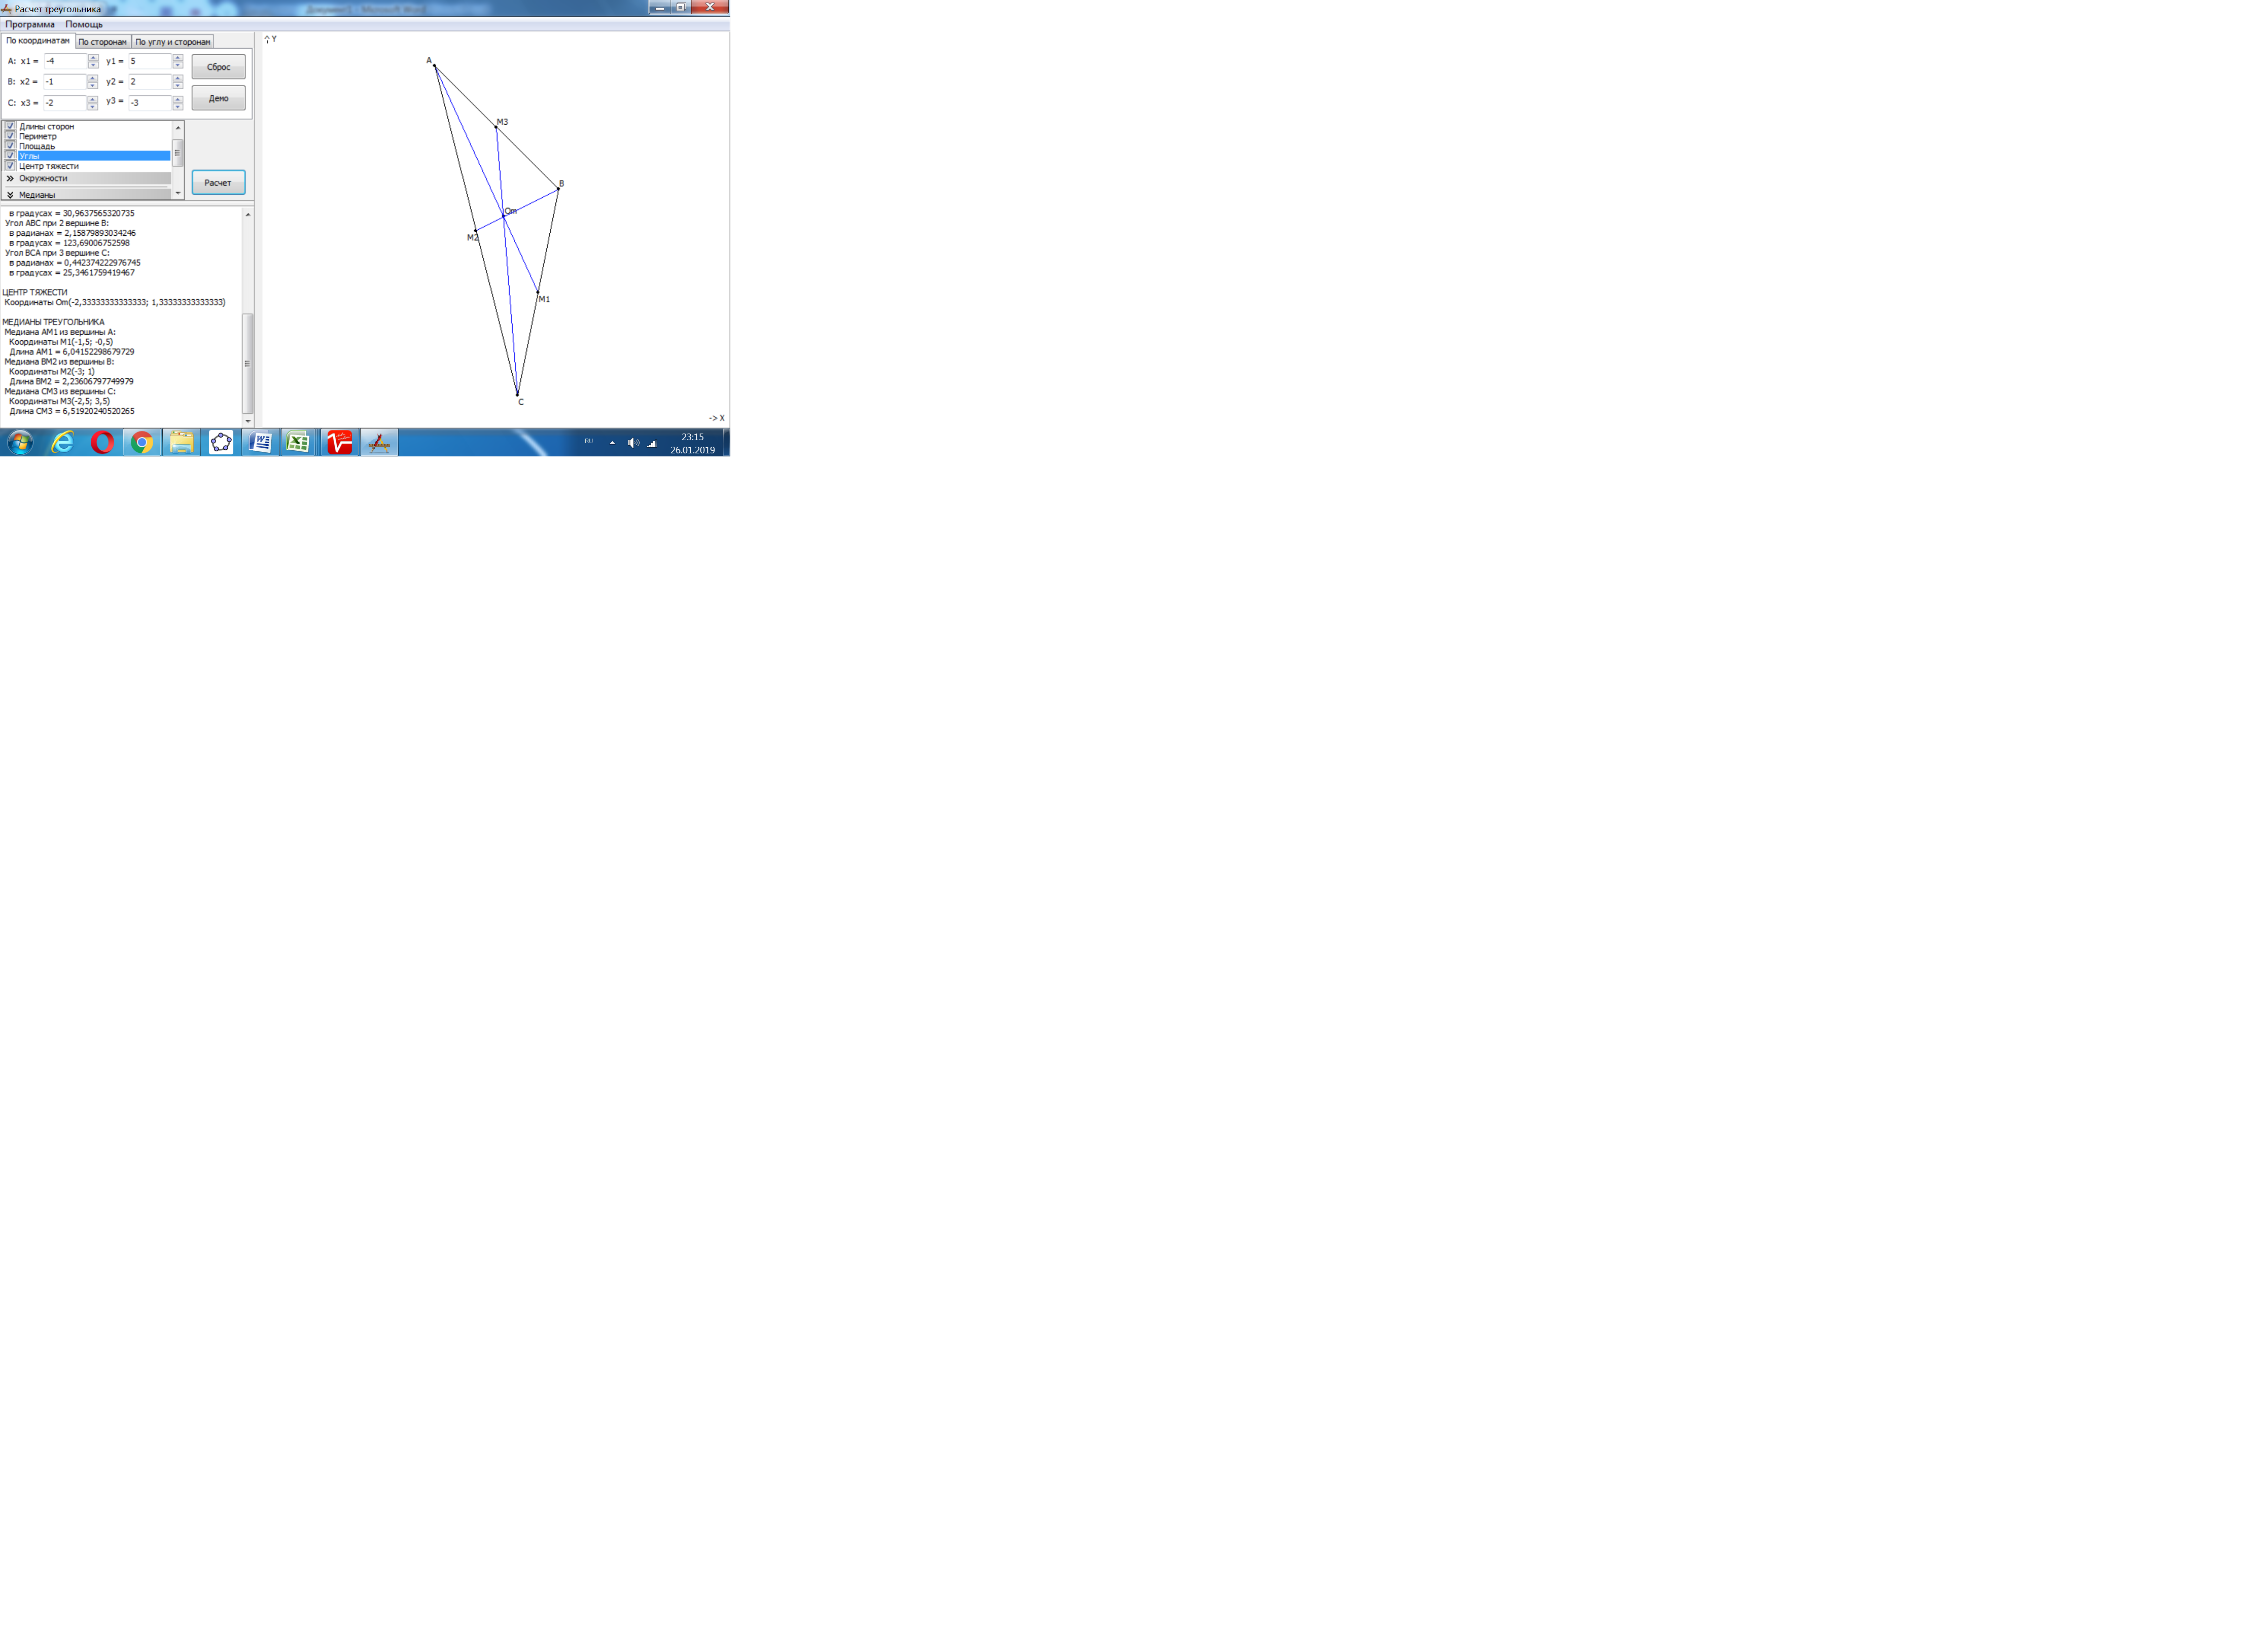 Расчет треугольника
Документ1 - Microsoft Word
Программа Помощь
По координатам По сторонам По углу и сторонам
A: x1 = -4 y1 = 5
Сброс
B: x2 = -1 y2 = 2
Демо
C: x3 = -2 y3 = -3
Длины сторон
Периметр
Площадь
Углы
Центр тяжести
Окружности
Медианы
Расчет
в градусах = 30,9637565320735
Угол ABC при 2 вершине B:
в радианах = 2,15879893034246
в градусах = 123,69006752598
Угол BCA при 3 вершине C:
в радианах = 0,442374222976745
в градусах = 25,3461759419467
ЦЕНТР ТЯЖЕСТИ
Координаты Om(-2,33333333333333; 1,33333333333333)
МЕДИАНЫ ТРЕУГОЛЬНИКА
Медиана AM1 из вершины A:
Координаты M1(-1,5; -0,5)
Длина AM1 = 6,04152298679729
Медиана BM2 из вершины B:
Координаты M2(-3; 1)
Длина BM2 = 2,23606797749979
Медиана CM3 из вершины C:
Координаты M3(-2,5; 3,5)
Длина CM3 = 6,51920240520265
^ Y
A
M3
B
Om
M2
M1
C
-> X
RU
23:15
26.01.2019